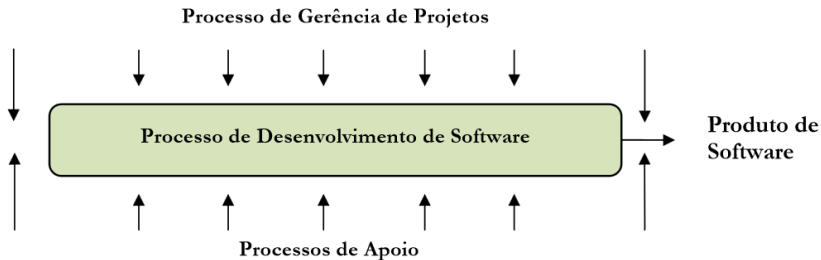 Processo de Gerência de Projetos
Processo de Desenvolvimento de Software
Produto de
Software
Processos de Apoio